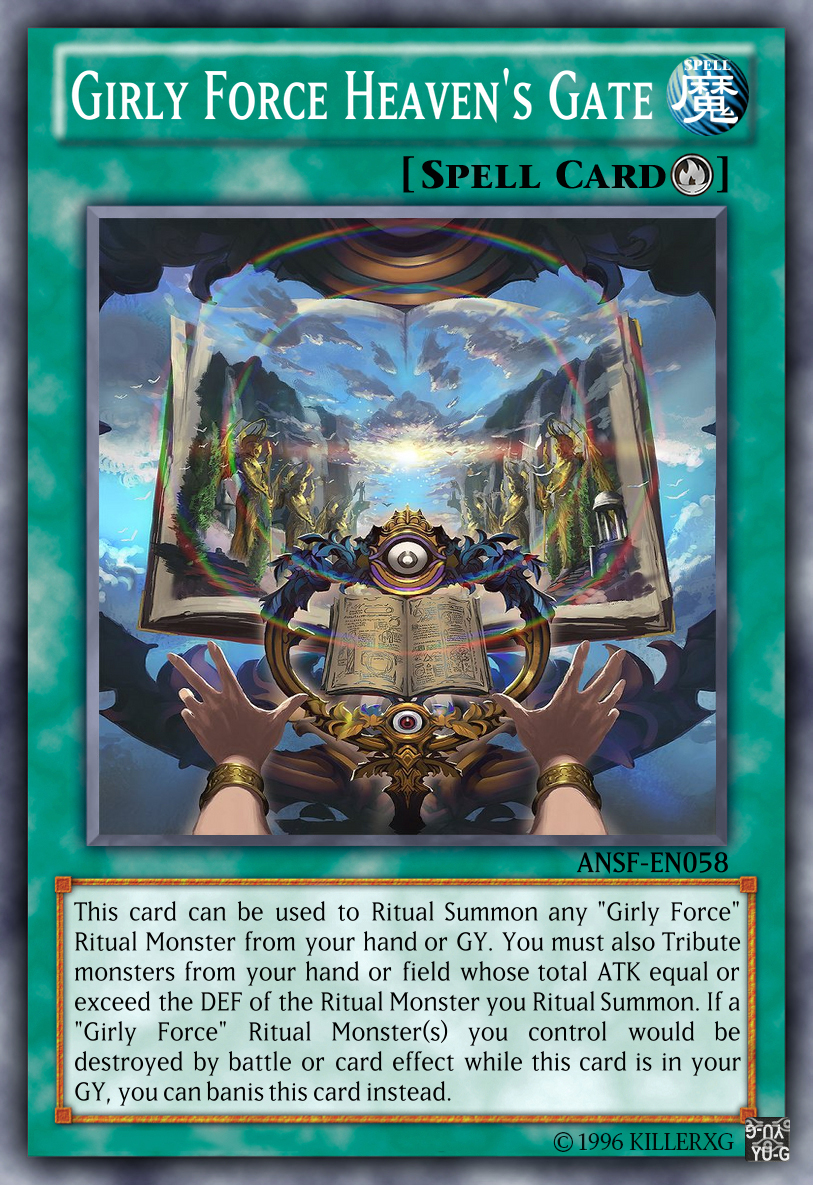 GIRLY FORCE HEAVEN'S GATE
SPELL
魔
[SPELL CARD]
ANSF-EN058
This card can be used to Ritual Summon any "Girly Force"
Ritual Monster from your hand or GY. You must also Tribute
monsters from your hand or field whose total ATK equal or
exceed the DEF of the Ritual Monster you Ritual Summon. If a
"Girly Force" Ritual Monster(s) you control would be
destroyed by battle or card effect while this card is in your
GY, you can banis this card instead.
© 1996 KILLERXG
YU-G